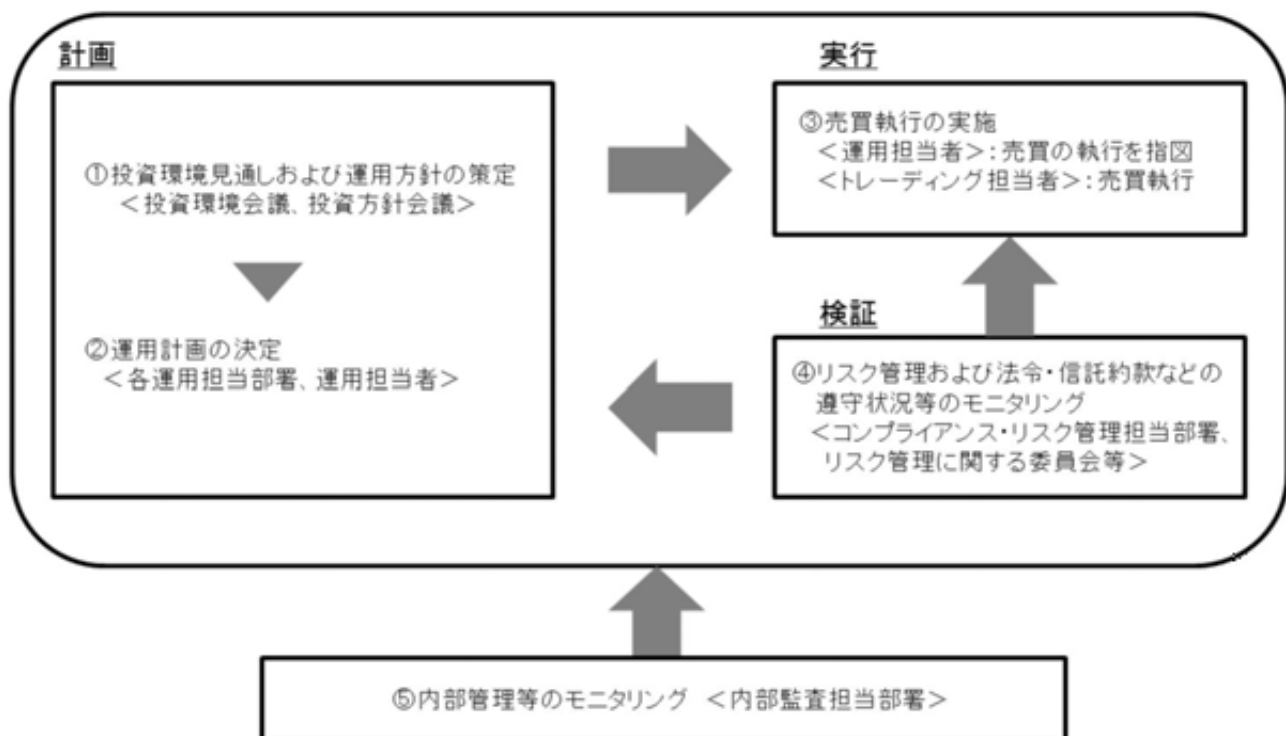 計画
①投資環境見通しおよび運用方針の策定
<投資環境会議、投資方針会議>
②運用計画の決定
<各運用担当部署、運用担当者>
実行
③売買執行の実施
<運用担当者>:売買の執行を指図
<トレーディング担当者>:売買執行
検証
④リスク管理および法令・信託約款などの
遵守状況等のモニタリング
<コンプライアンス・リスク管理担当部署、
リスク管理に関する委員会等>
⑤内部管理等のモニタリング <内部監査担当部署>